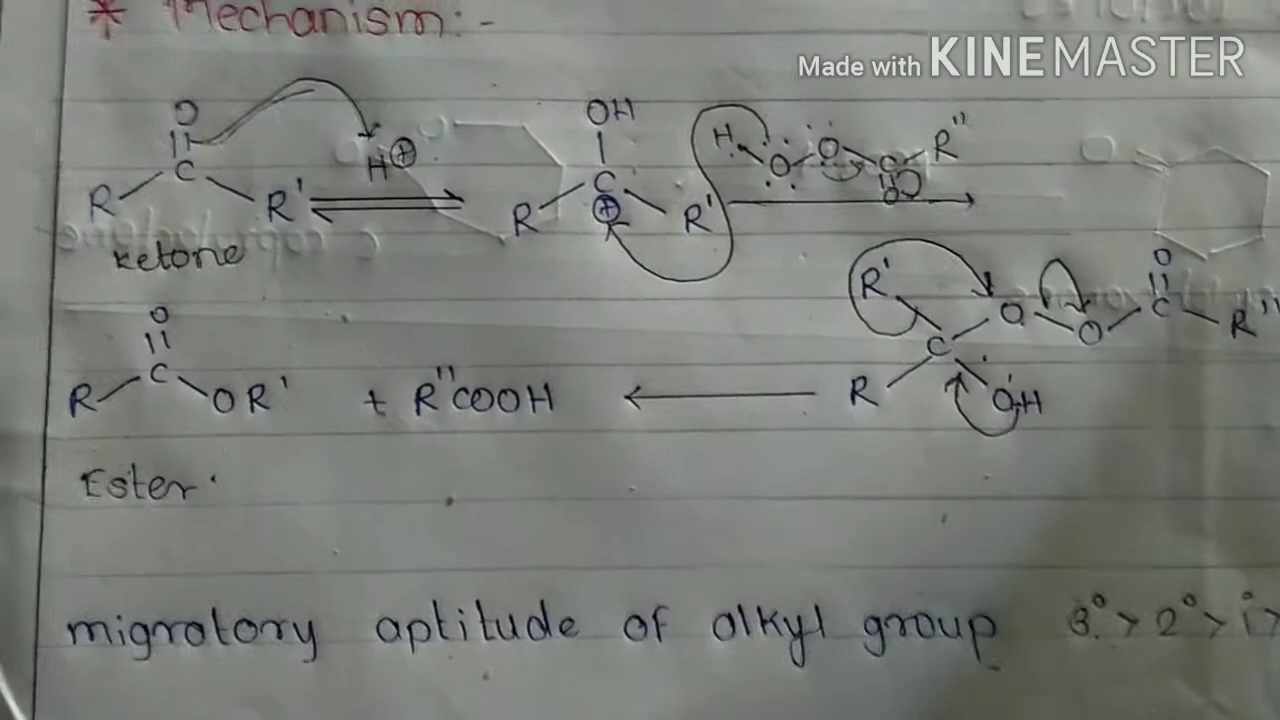 * Mechanism:-
Made with KINEMASTER
O
||
C
R R'
H⊕
ketone
OH
|
C
⊕
R R'
H O O C R"
O
R' O O C R"
O
||
C
R OH
O
||
C
R OR' + R"COOH
Ester.
migratory aptitude of alkyl group 3° > 2° > 1° >